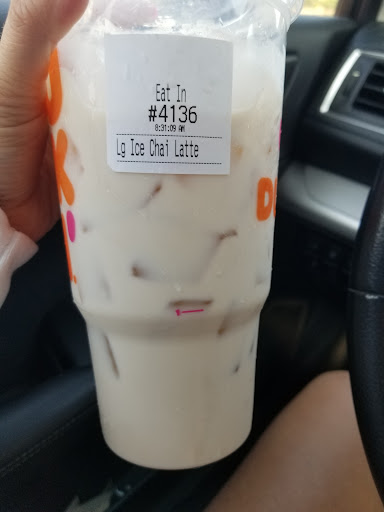 Eat In
#4136
8:31:09 AM
Lg Ice Chai Latte
D
K
D